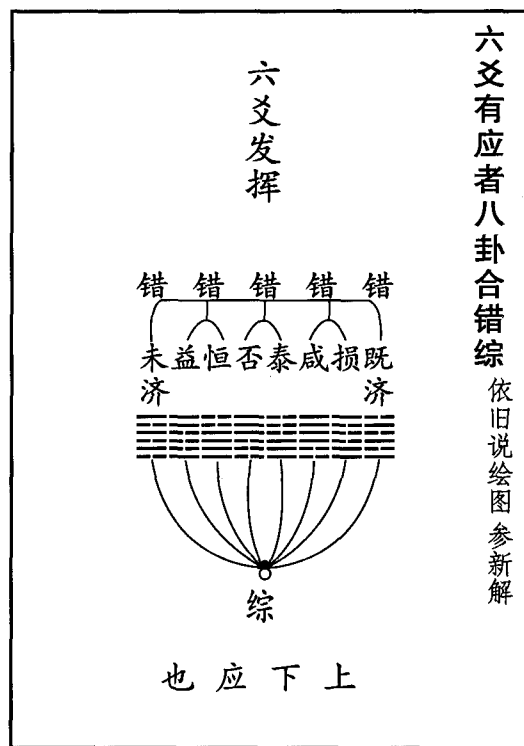 六爻有应者八卦合错综
依旧说绘图 参新解
六爻发挥
错 错 错 错 错
既济 损 咸 泰 否 恒 益 未济
综
上下应也